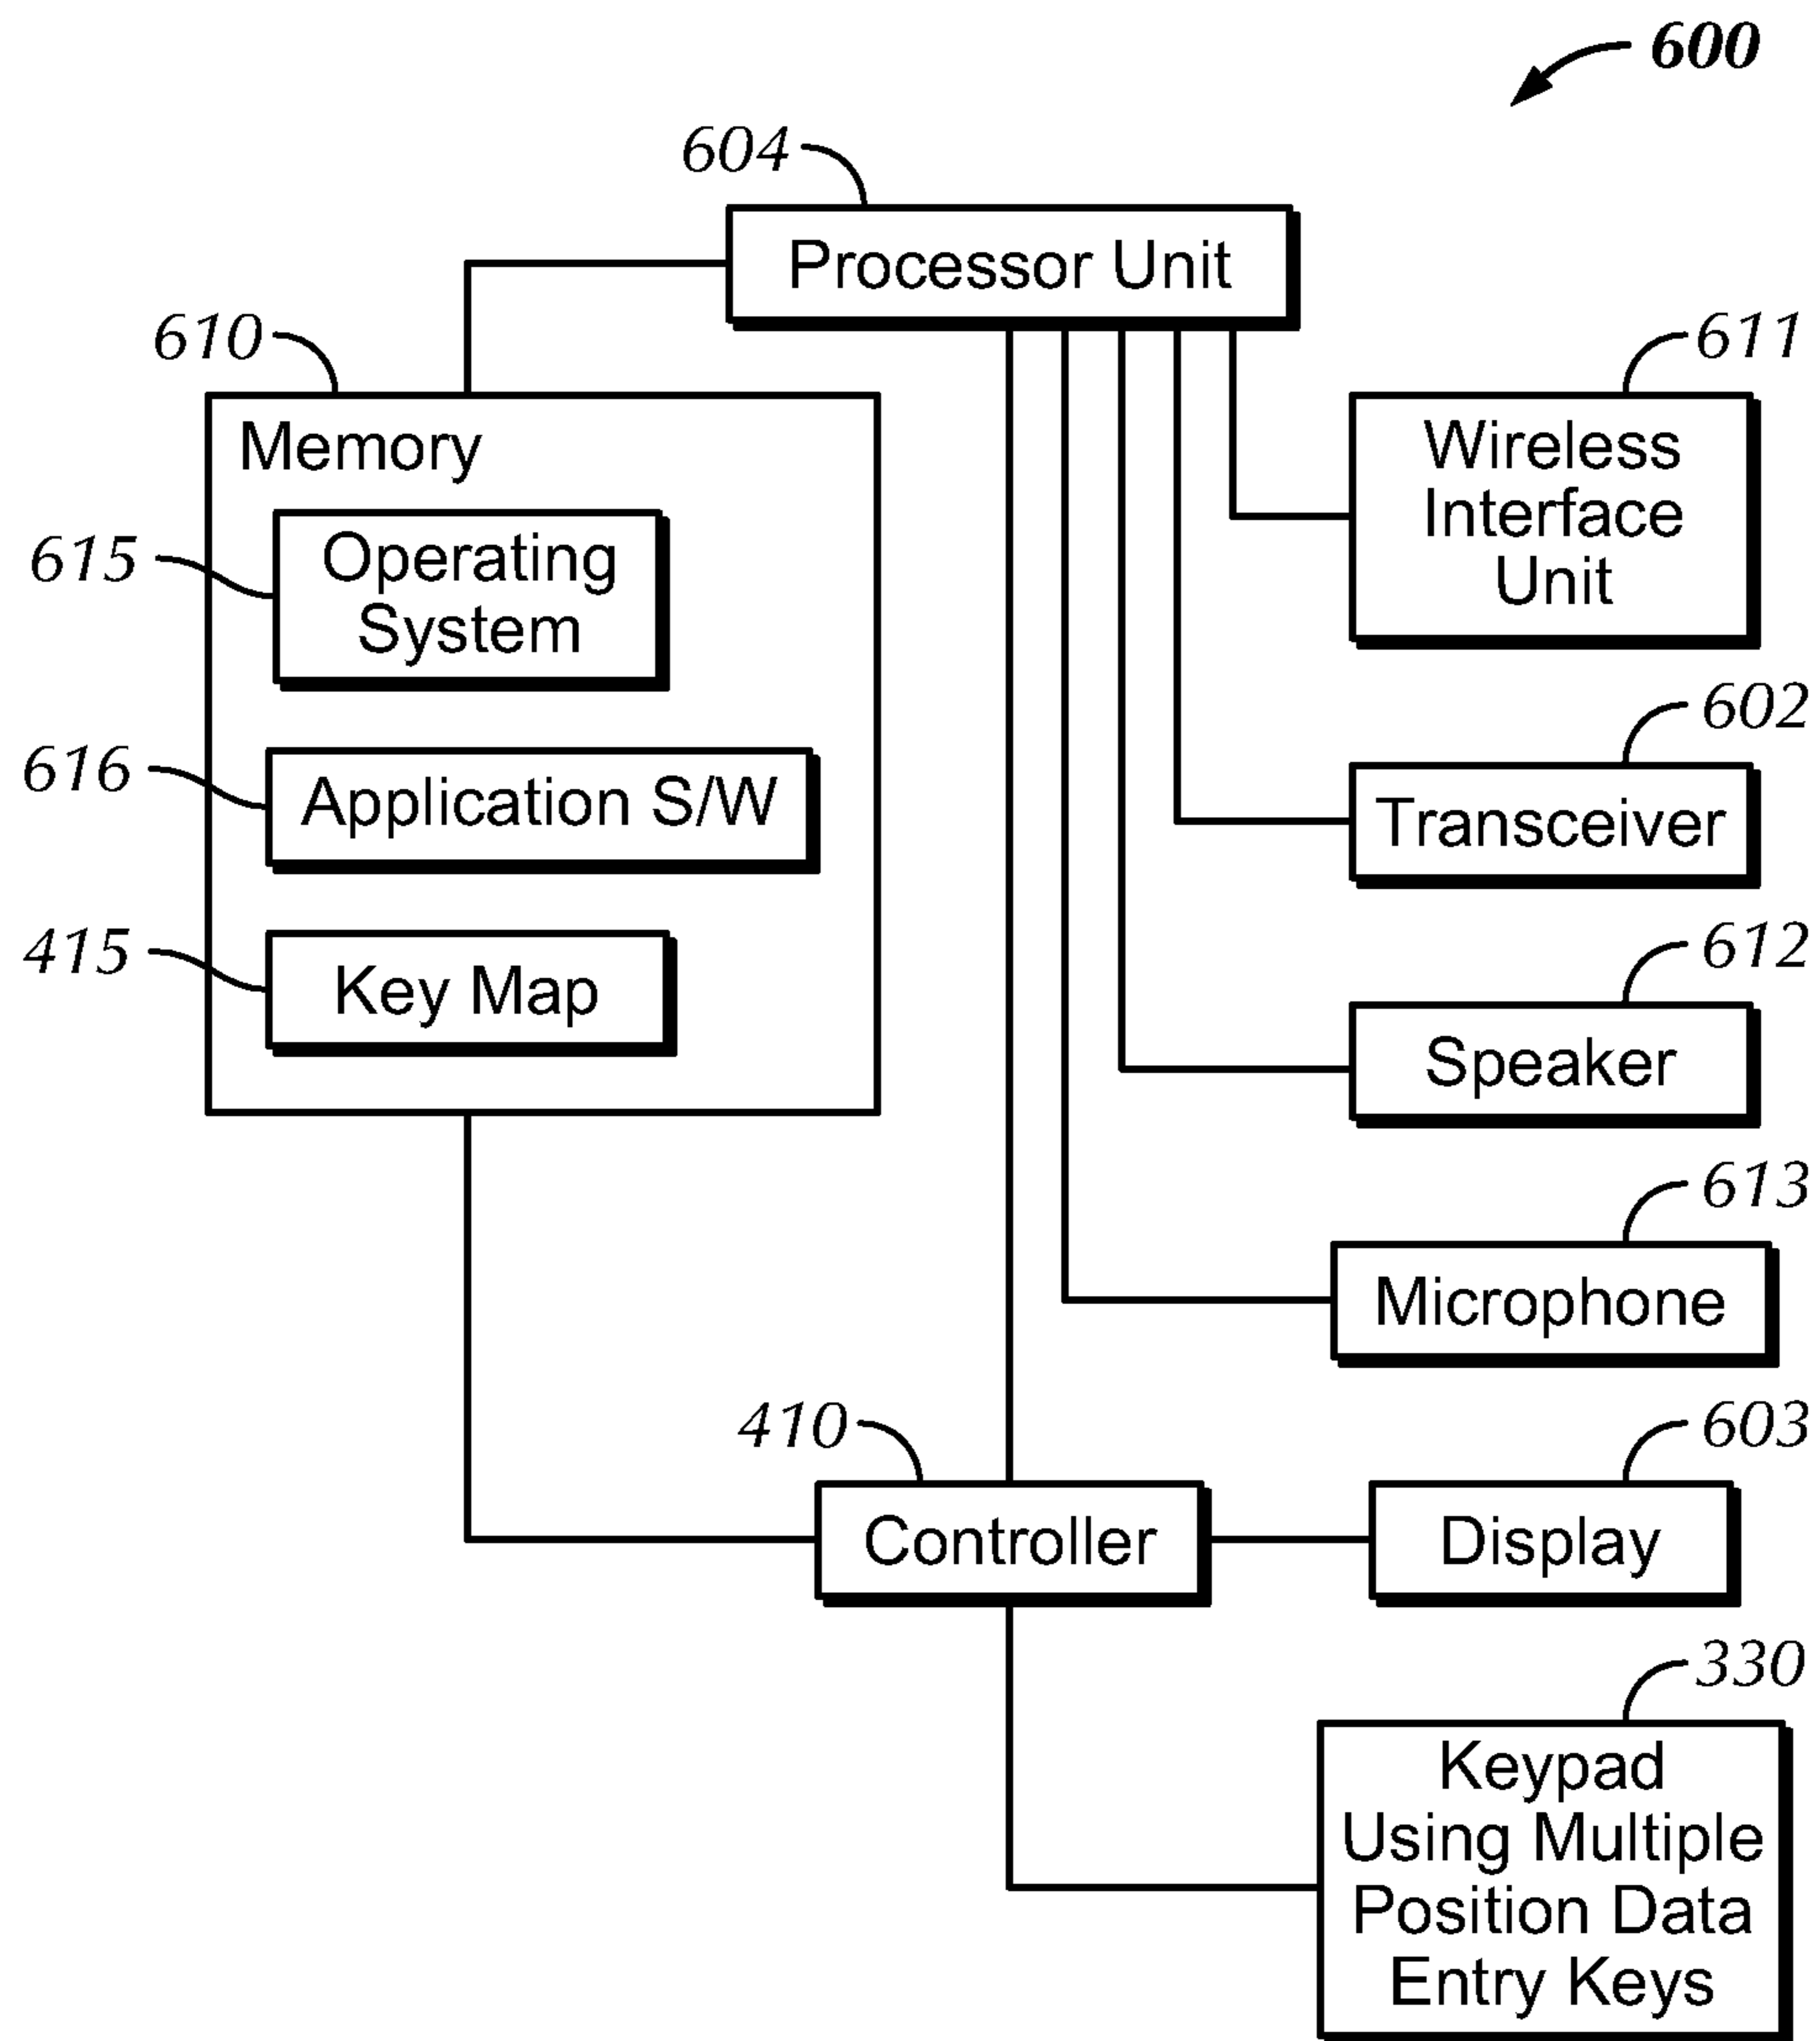 600
604
Processor Unit
610
611
Memory
Wireless
Interface
Unit
615
Operating
System
602
616
Application S/W
Transceiver
415
Key Map
612
Speaker
613
Microphone
410
603
Controller
Display
330
Keypad
Using Multiple
Position Data
Entry Keys